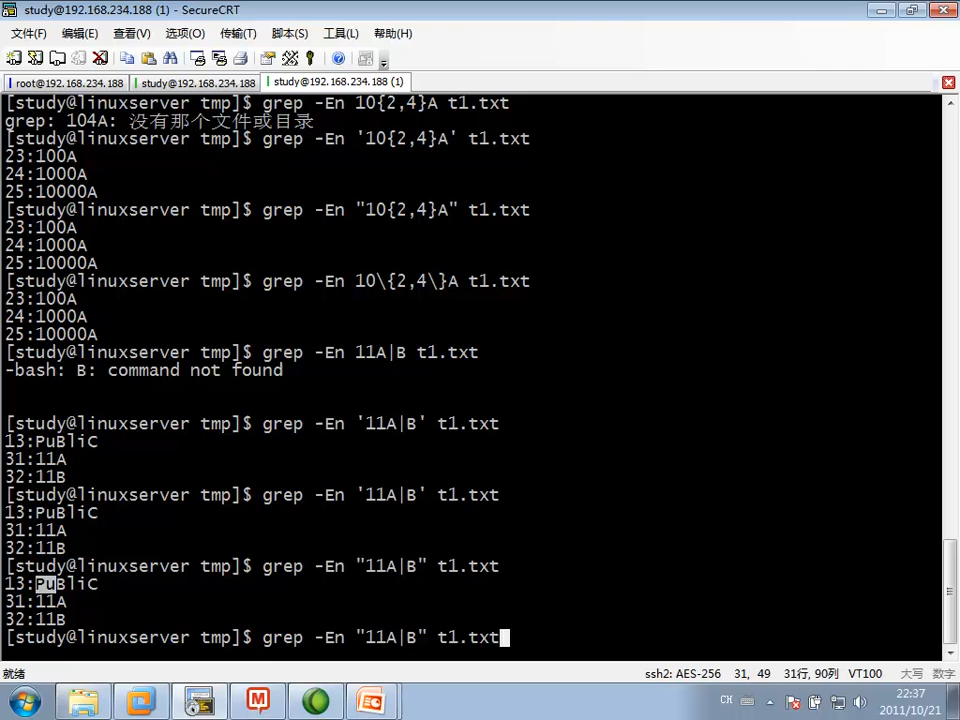 study@192.168.234.188 (1) - SecureCRT
文件(F) 编辑(E) 查看(V) 选项(O) 传输(T) 脚本(S) 工具(L) 帮助(H)
root@192.168.234.188 study@192.168.234.188 study@192.168.234.188 (1)
[study@linuxserver tmp]$ grep -En 10{2,4}A t1.txt
grep: 104A: 没有那个文件或目录
[study@linuxserver tmp]$ grep -En '10{2,4}A' t1.txt
23:100A
24:1000A
25:10000A
[study@linuxserver tmp]$ grep -En "10{2,4}A" t1.txt
23:100A
24:1000A
25:10000A
[study@linuxserver tmp]$ grep -En 10\{2,4\}A t1.txt
23:100A
24:1000A
25:10000A
[study@linuxserver tmp]$ grep -En 11A|B t1.txt
-bash: B: command not found
[study@linuxserver tmp]$ grep -En '11A|B' t1.txt
13:PuBliC
31:11A
32:11B
[study@linuxserver tmp]$ grep -En '11A|B' t1.txt
13:PuBliC
31:11A
32:11B
[study@linuxserver tmp]$ grep -En "11A|B" t1.txt
13:PuBliC
31:11A
32:11B
[study@linuxserver tmp]$ grep -En "11A|B" t1.txt
就绪 ssh2: AES-256 31, 49 31行, 90列 VT100 大写 数字
CH 22:37
2011/10/21